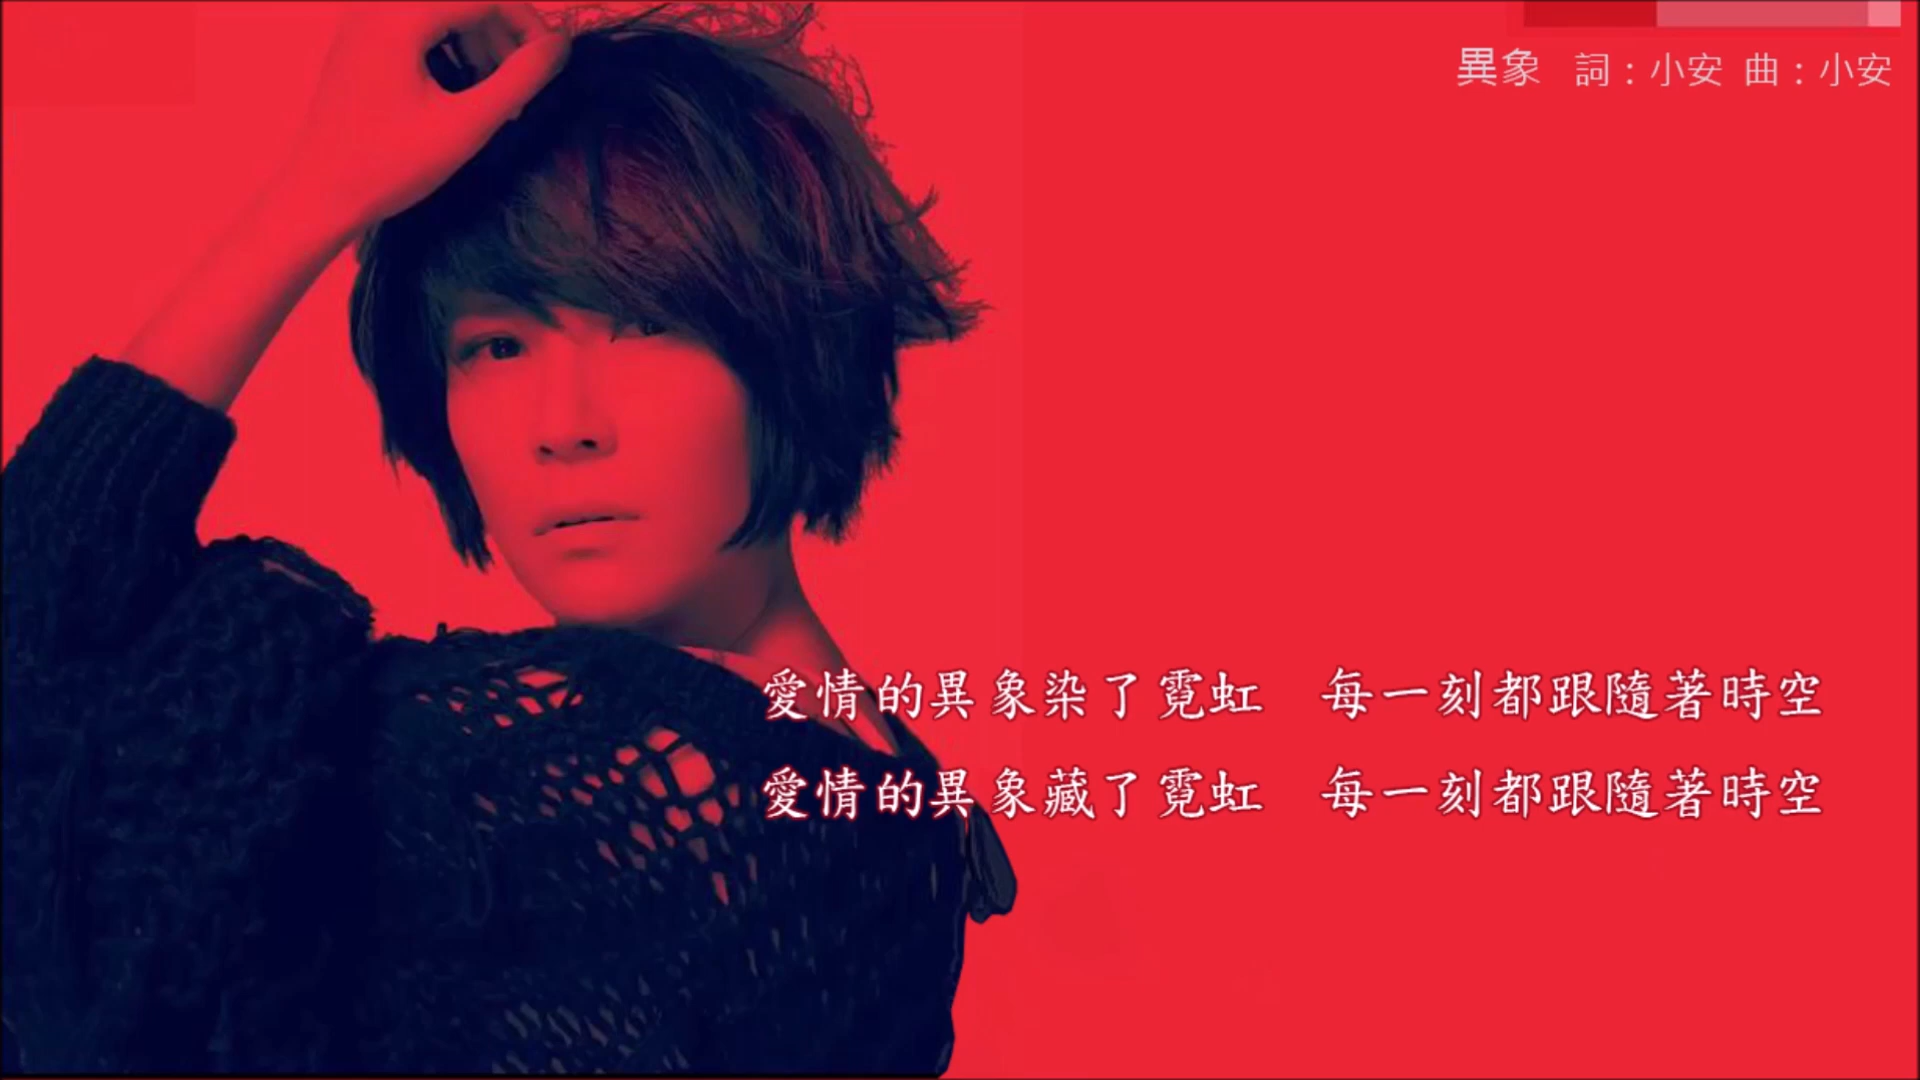 異象 詞：小安 曲：小安
愛情的異象染了霓虹 每一刻都跟隨著時空
愛情的異象藏了霓虹 每一刻都跟隨著時空